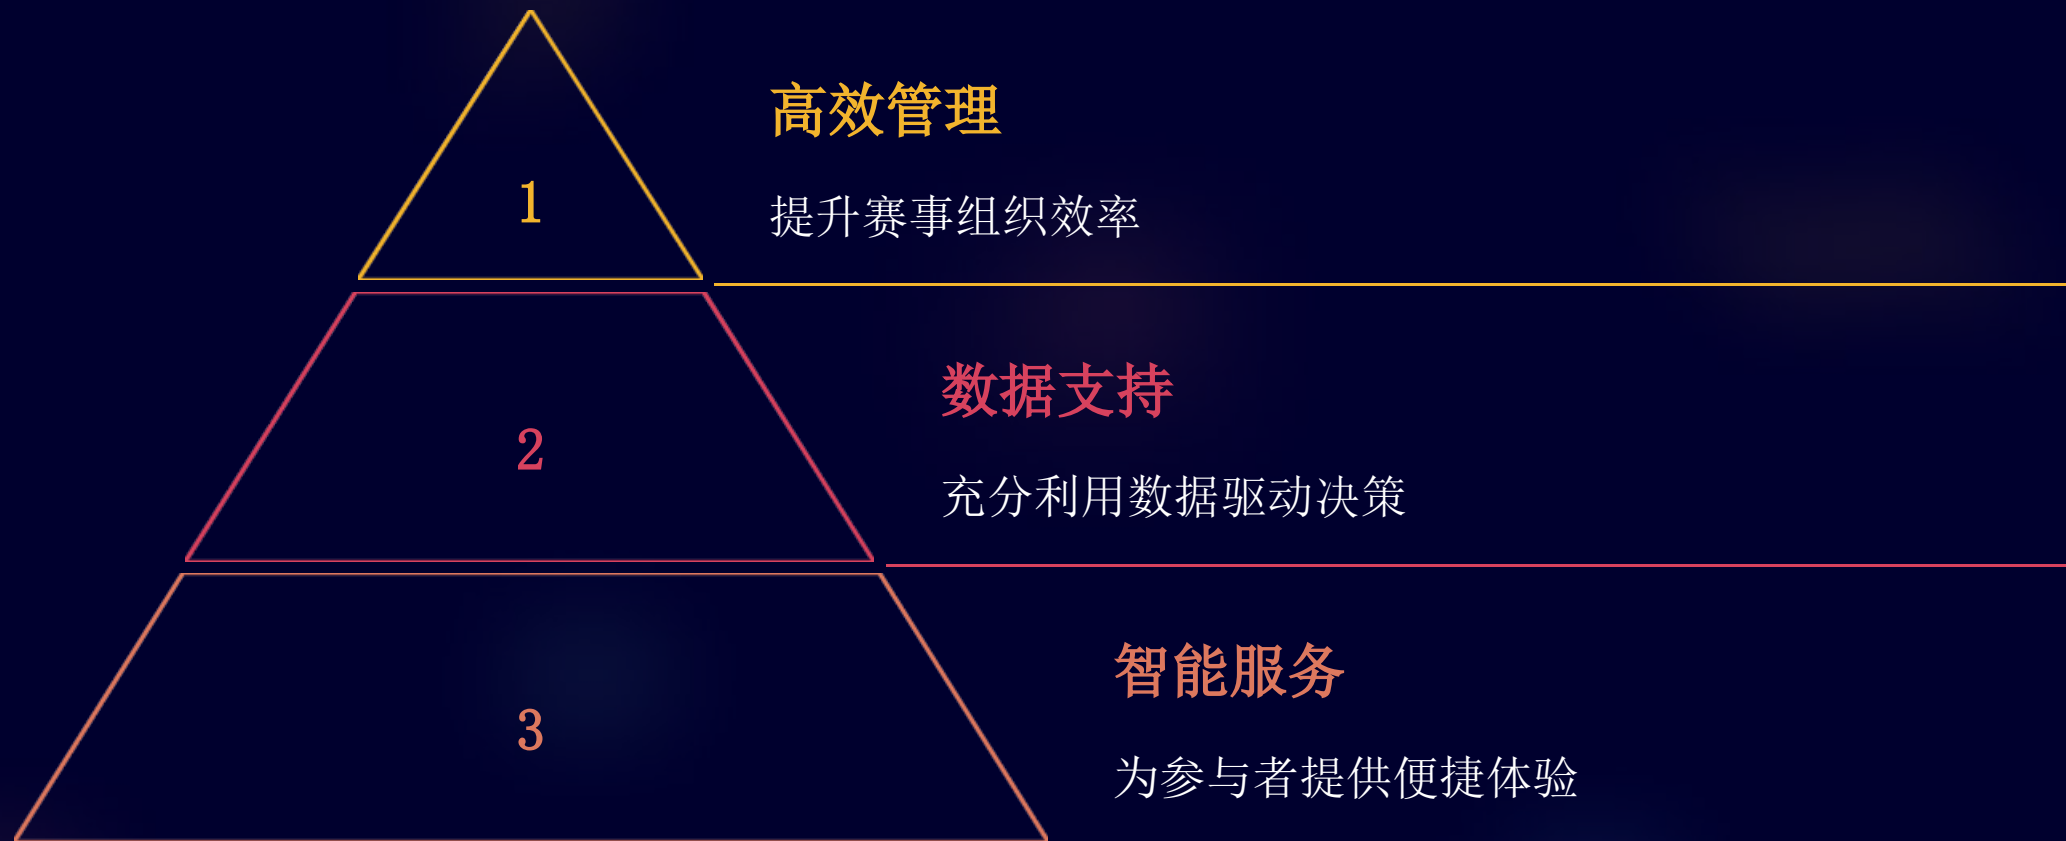 1
高效管理
提升赛事组织效率
2
数据支持
充分利用数据驱动决策
3
智能服务
为参与者提供便捷体验